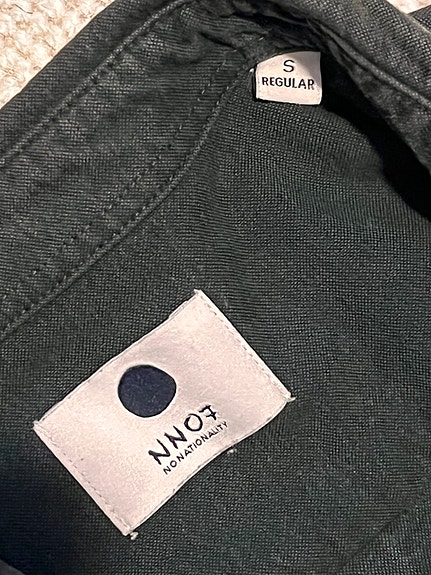 S
REGULAR
NN07
NO NATIONALITY